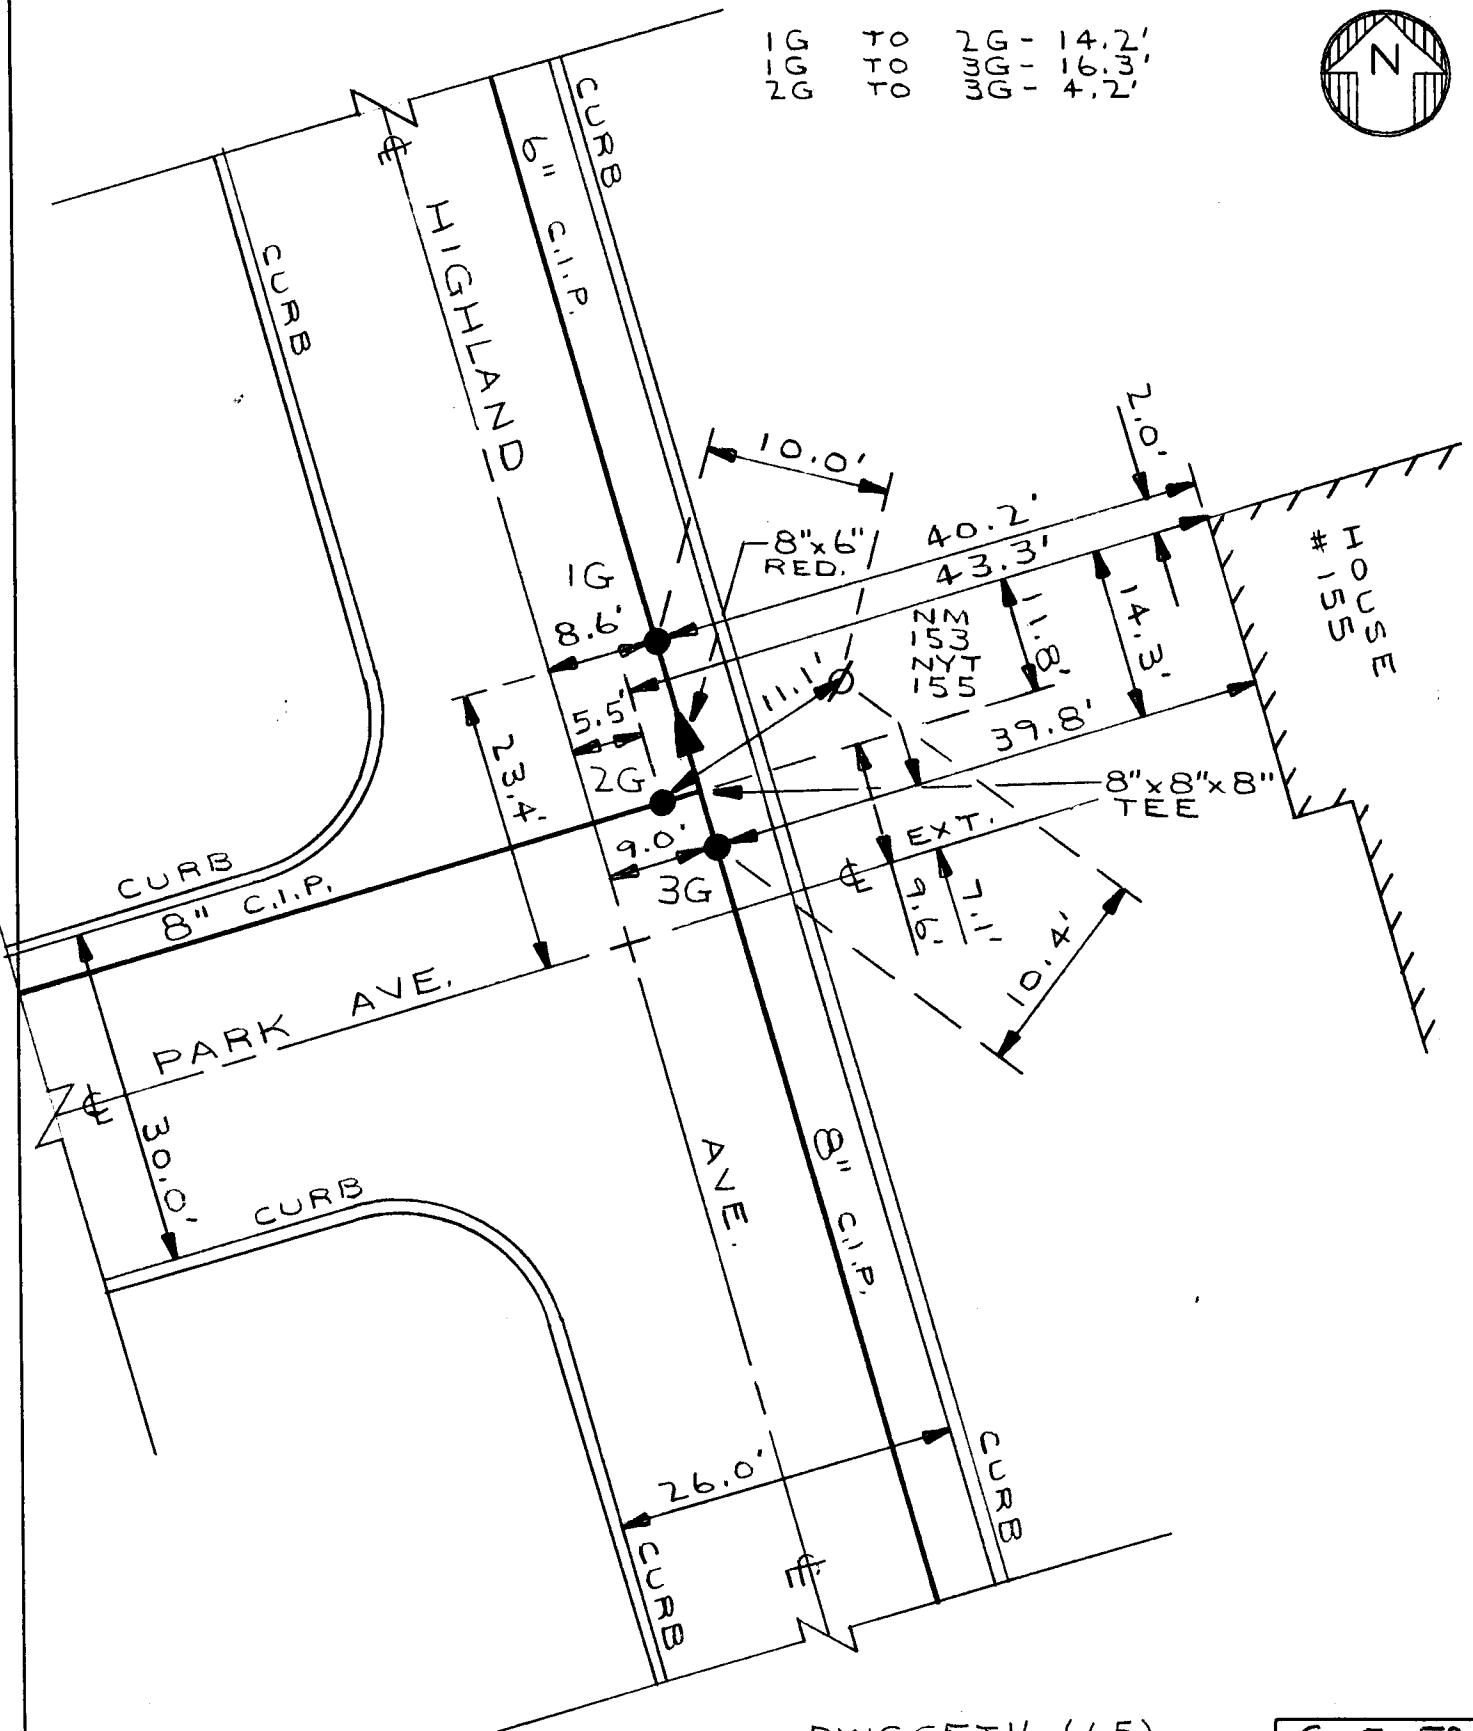 1G TO 2G - 14.2'
1G TO 3G - 16.3'
2G TO 3G - 4.2'
N
CURB
6" C.I.P.
℄
HIGHLAND
CURB
10.0'
2.0'
40.2'
43.3'
8"x6"
RED.
HOUSE
#155
1G
8.6'
NM
153
NYT
155
11.8'
14.3'
11.1'
5.5'
39.8'
23.4'
2G
8"x8"x8"
TEE
EXT.
9.0'
3G
℄
9.6'
7.1'
10.4'
CURB
8" C.I.P.
PARK AVE.
℄
30.0'
CURB
AVE.
8" C.I.P.
26.0'
CURB
CURB
℄